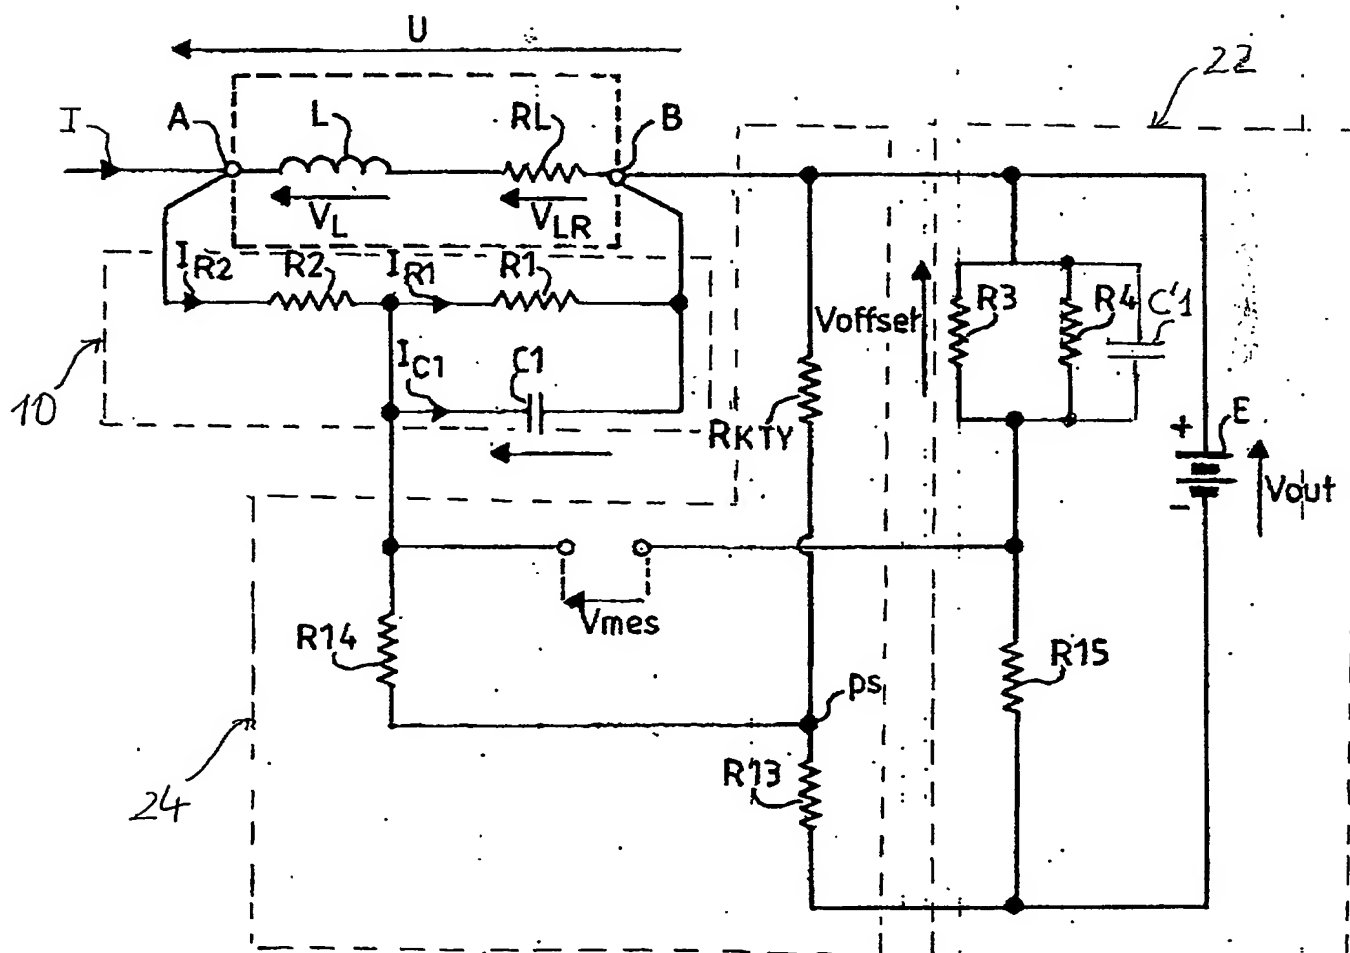 U
22
I
A
L
RL
B
VL
VLR
IR2
R2
IR1
R1
Voffset
R3
R4
C'1
10
IC1
C1
RKTY
+
E
Vout
-
Vmes
R14
R15
ps
24
R13